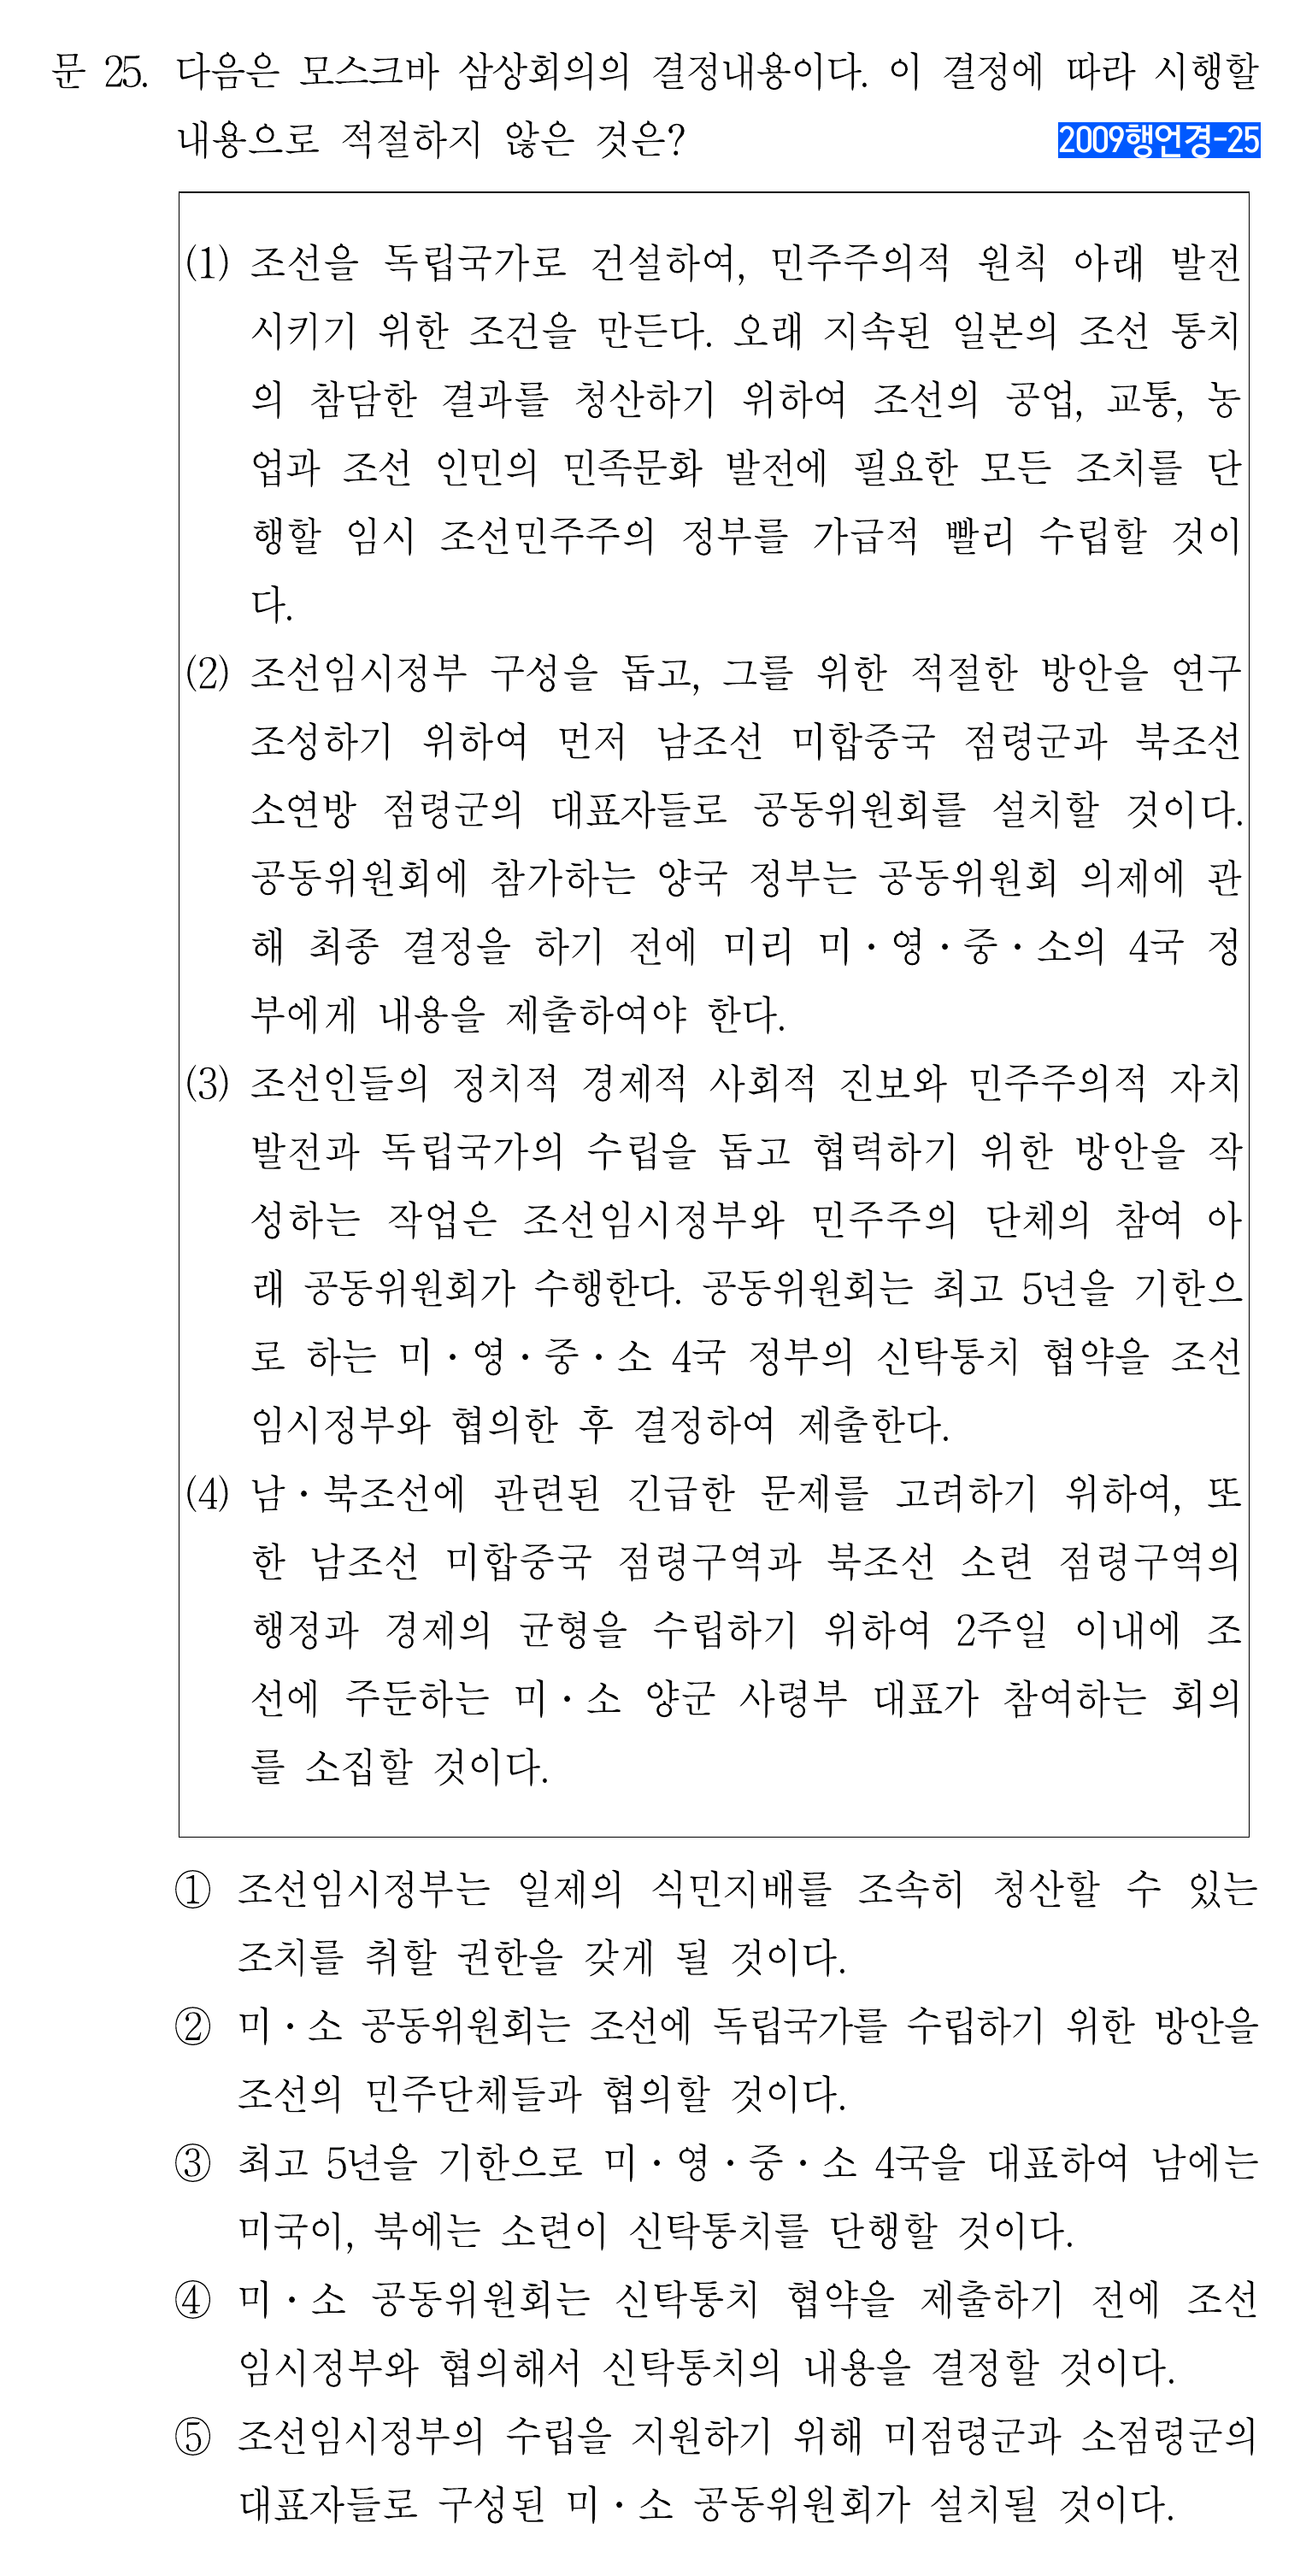 문 25. 다음은 모스크바 삼상회의의 결정내용이다. 이 결정에 따라 시행할
내용으로 적절하지 않은 것은?
2009행언경-25
(1) 조선을 독립국가로 건설하여, 민주주의적 원칙 아래 발전
시키기 위한 조건을 만든다. 오래 지속된 일본의 조선 통치
의 참담한 결과를 청산하기 위하여 조선의 공업, 교통, 농
업과 조선 인민의 민족문화 발전에 필요한 모든 조치를 단
행할 임시 조선민주주의 정부를 가급적 빨리 수립할 것이
다.
(2) 조선임시정부 구성을 돕고, 그를 위한 적절한 방안을 연구
조성하기 위하여 먼저 남조선 미합중국 점령군과 북조선
소연방 점령군의 대표자들로 공동위원회를 설치할 것이다.
공동위원회에 참가하는 양국 정부는 공동위원회 의제에 관
해 최종 결정을 하기 전에 미리 미·영·중·소의 4국 정
부에게 내용을 제출하여야 한다.
(3) 조선인들의 정치적 경제적 사회적 진보와 민주주의적 자치
발전과 독립국가의 수립을 돕고 협력하기 위한 방안을 작
성하는 작업은 조선임시정부와 민주주의 단체의 참여 아
래 공동위원회가 수행한다. 공동위원회는 최고 5년을 기한으
로 하는 미·영·중·소 4국 정부의 신탁통치 협약을 조선
임시정부와 협의한 후 결정하여 제출한다.
(4) 남·북조선에 관련된 긴급한 문제를 고려하기 위하여, 또
한 남조선 미합중국 점령구역과 북조선 소련 점령구역의
행정과 경제의 균형을 수립하기 위하여 2주일 이내에 조
선에 주둔하는 미·소 양군 사령부 대표가 참여하는 회의
를 소집할 것이다.
① 조선임시정부는 일제의 식민지배를 조속히 청산할 수 있는
조치를 취할 권한을 갖게 될 것이다.
② 미·소 공동위원회는 조선에 독립국가를 수립하기 위한 방안을
조선의 민주단체들과 협의할 것이다.
③ 최고 5년을 기한으로 미·영·중·소 4국을 대표하여 남에는
미국이, 북에는 소련이 신탁통치를 단행할 것이다.
④ 미·소 공동위원회는 신탁통치 협약을 제출하기 전에 조선
임시정부와 협의해서 신탁통치의 내용을 결정할 것이다.
⑤ 조선임시정부의 수립을 지원하기 위해 미점령군과 소점령군의
대표자들로 구성된 미·소 공동위원회가 설치될 것이다.